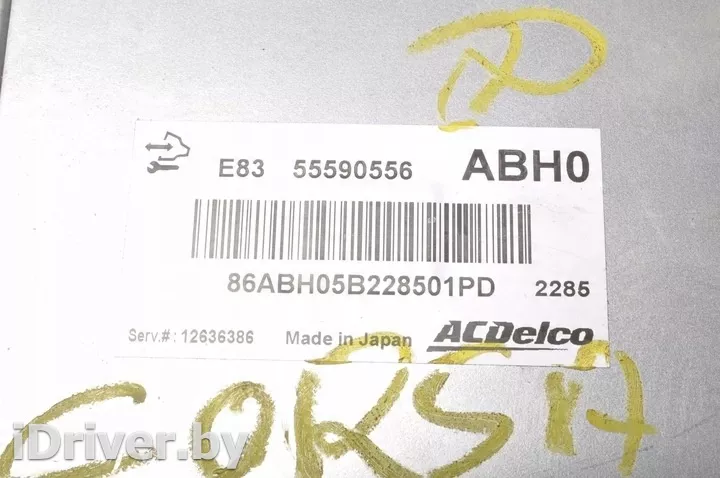 D
E83 55590556 ABH0
86ABH05B228501PD 2285
Serv.#: 12636386 Made in Japan ACDelco
CORSA
iDriver.by